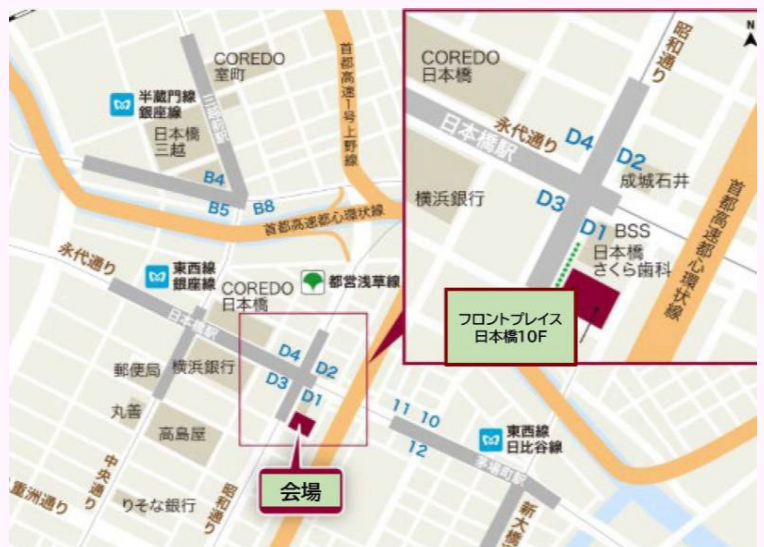 COREDO
室町
半蔵門線
銀座線
日本橋
三越
三越前駅
B4
B5
B8
首都高速1号上野線
首都高速都心環状線
永代通り
東西線
銀座線
COREDO
日本橋
都営浅草線
日本橋駅
郵便局
横浜銀行
D4
D2
D3
D1
丸善
高島屋
中央通り
八重洲通り
りそな銀行
昭和通り
会場
11
10
12
東西線
日比谷線
茅場町駅
新大橋
N
昭和通り
COREDO
日本橋
永代通り
日本橋駅
D4
D2
成城石井
横浜銀行
D3
D1
BSS
日本橋
さくら歯科
首都高速都心環状線
フロントプレイス
日本橋10F